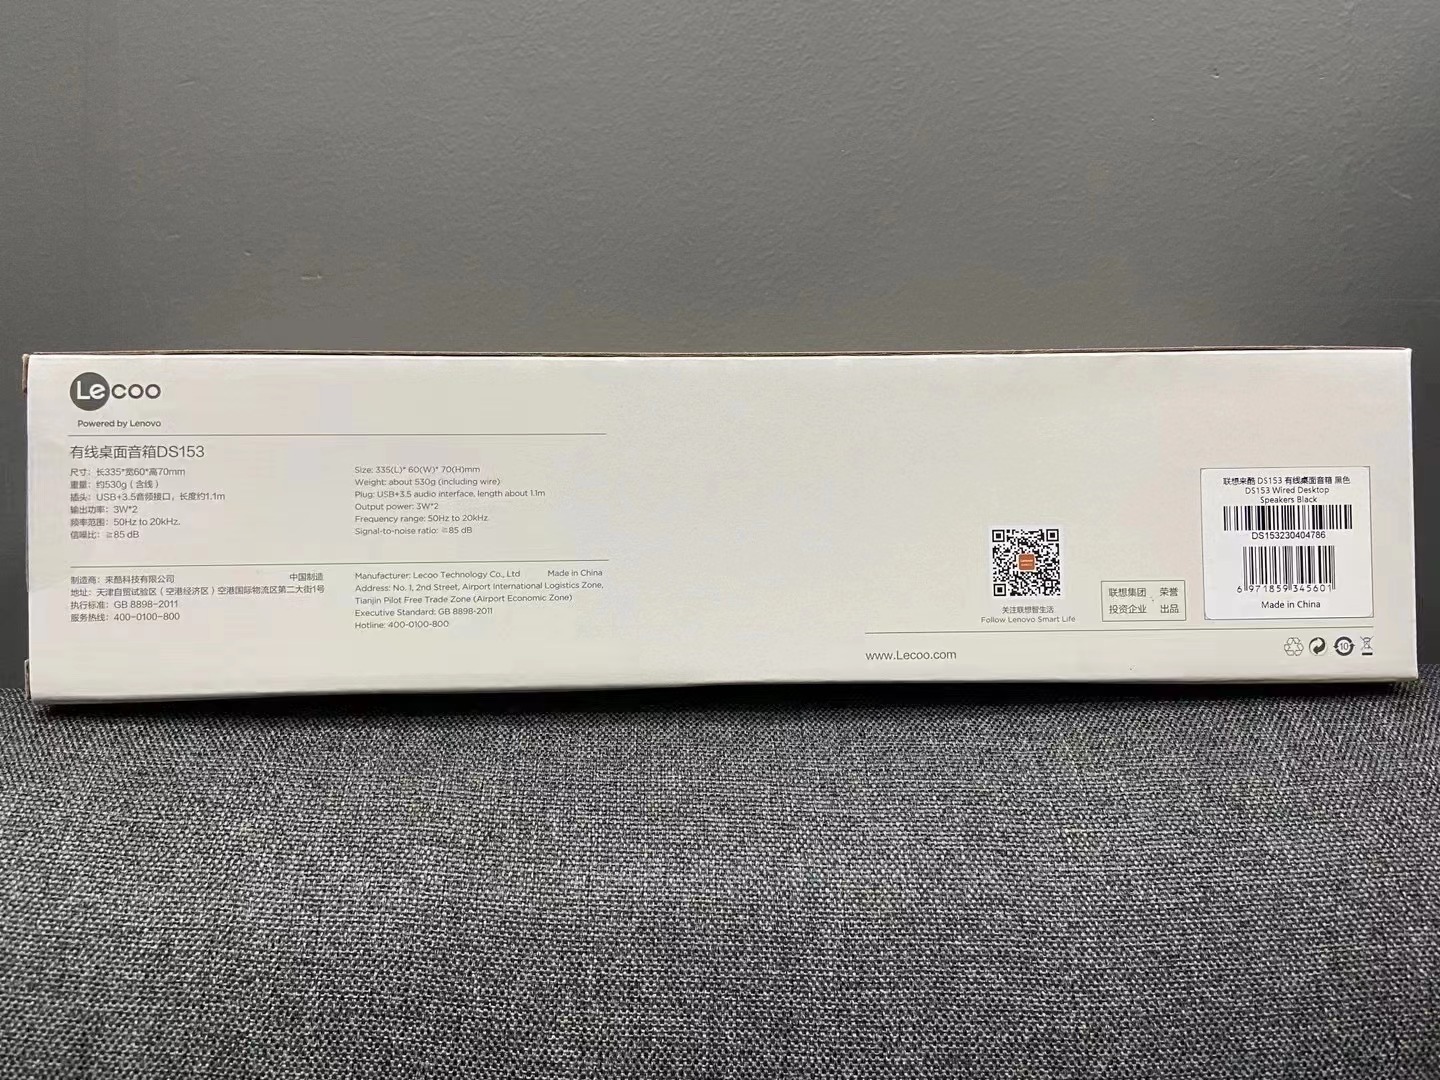 Lecoo
Powered by Lenovo
有线桌面音箱DS153
尺寸：长335*宽60*高70mm
重量：约530g（含线）
插头：USB+3.5音频接口，长度约1.1m
输出功率：3W*2
频率范围：50Hz to 20kHz.
信噪比：≧85 dB
Size: 335(L)* 60(W)* 70(H)mm
Weight: about 530g (including wire)
Plug: USB+3.5 audio interface, length about 1.1m
Output power: 3W*2
Frequency range: 50Hz to 20kHz.
Signal-to-noise ratio: ≧85 dB
制造商：来酷科技有限公司 中国制造
地址：天津自贸试验区（空港经济区）空港国际物流区第二大街1号
执行标准：GB 8898-2011
服务热线：400-0100-800
Manufacturer: Lecoo Technology Co., Ltd Made in China
Address: No. 1, 2nd Street, Airport International Logistics Zone,
Tianjin Pilot Free Trade Zone (Airport Economic Zone)
Executive Standard: GB 8898-2011
Hotline: 400-0100-800
关注联想智生活
Follow Lenovo Smart Life
联想集团 荣誉
投资企业 出品
联想来酷 DS153 有线桌面音箱 黑色
DS153 Wired Desktop
Speakers Black
DS153230404786
6 971859 345601
Made in China
www.Lecoo.com
10